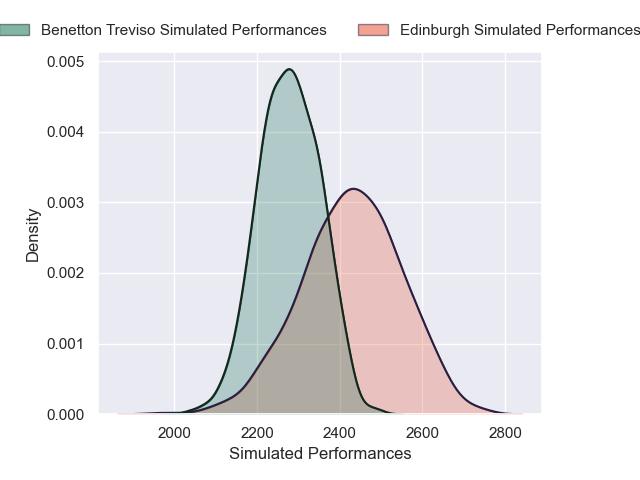 Benetton Treviso Simulated Performances Edinburgh Simulated Performances
0.005
0.004
0.003
0.002
0.001
0.000
Density
2000 2200 2400 2600 2800
Simulated Performances